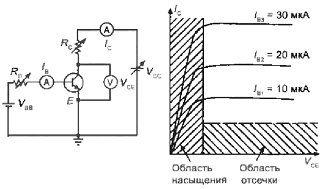 A
I_C
R_C
I_B
R_П
A
V
V_CE
V_CC
E
V_BB
I_C
I_B3 = 30 мкА
I_B2 = 20 мкА
I_B1 = 10 мкА
V_CE
Область насыщения
Область отсечки